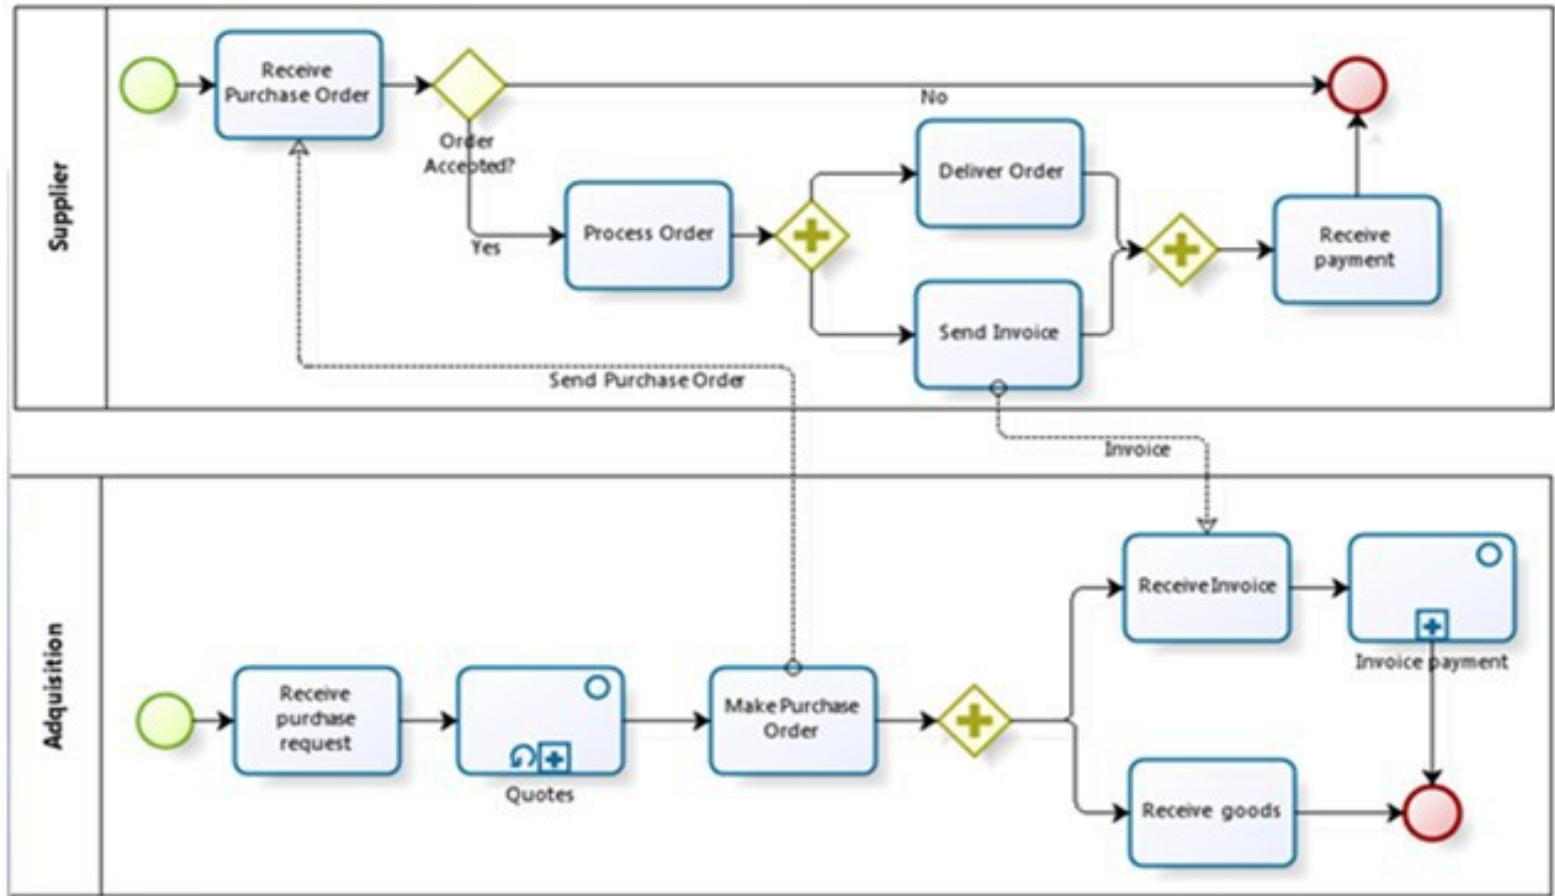 Supplier
Receive
Purchase Order
Order
Accepted?
No
Yes
Process Order
Deliver Order
Send Invoice
Receive
payment
Send Purchase Order
Invoice
Adquisition
Receive
purchase
request
Quotes
Make Purchase
Order
Receive Invoice
Invoice payment
Receive goods